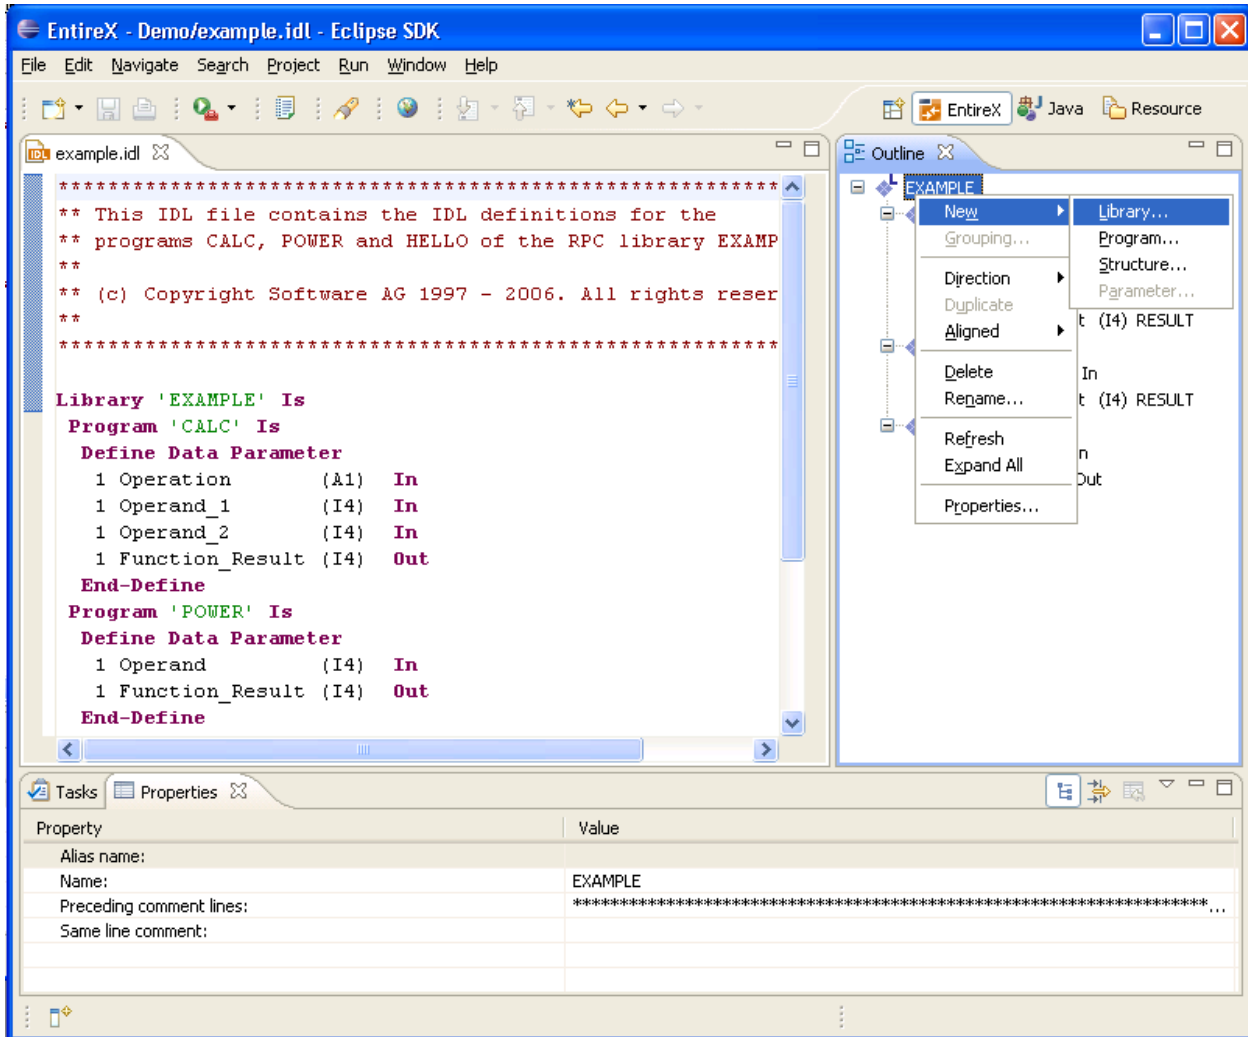 EntireX - Demo/example.idl - Eclipse SDK
File Edit Navigate Search Project Run Window Help
EntireX Java Resource
IDL example.idl
**********************************************************
** This IDL file contains the IDL definitions for the
** programs CALC, POWER and HELLO of the RPC library EXAMP
**
** (c) Copyright Software AG 1997 - 2006. All rights reser
**
**********************************************************
Library 'EXAMPLE' Is
Program 'CALC' Is
Define Data Parameter
1 Operation (A1) In
1 Operand_1 (I4) In
1 Operand_2 (I4) In
1 Function_Result (I4) Out
End-Define
Program 'POWER' Is
Define Data Parameter
1 Operand (I4) In
1 Function_Result (I4) Out
End-Define
Outline
EXAMPLE
New
Grouping...
Direction
Duplicate
Aligned
Delete
Rename...
Refresh
Expand All
Properties...
Library...
Program...
Structure...
Parameter...
t (I4) RESULT
In
t (I4) RESULT
n
Out
Tasks Properties
Property Value
Alias name:
Name: EXAMPLE
Preceding comment lines: **********************************************************************...
Same line comment: